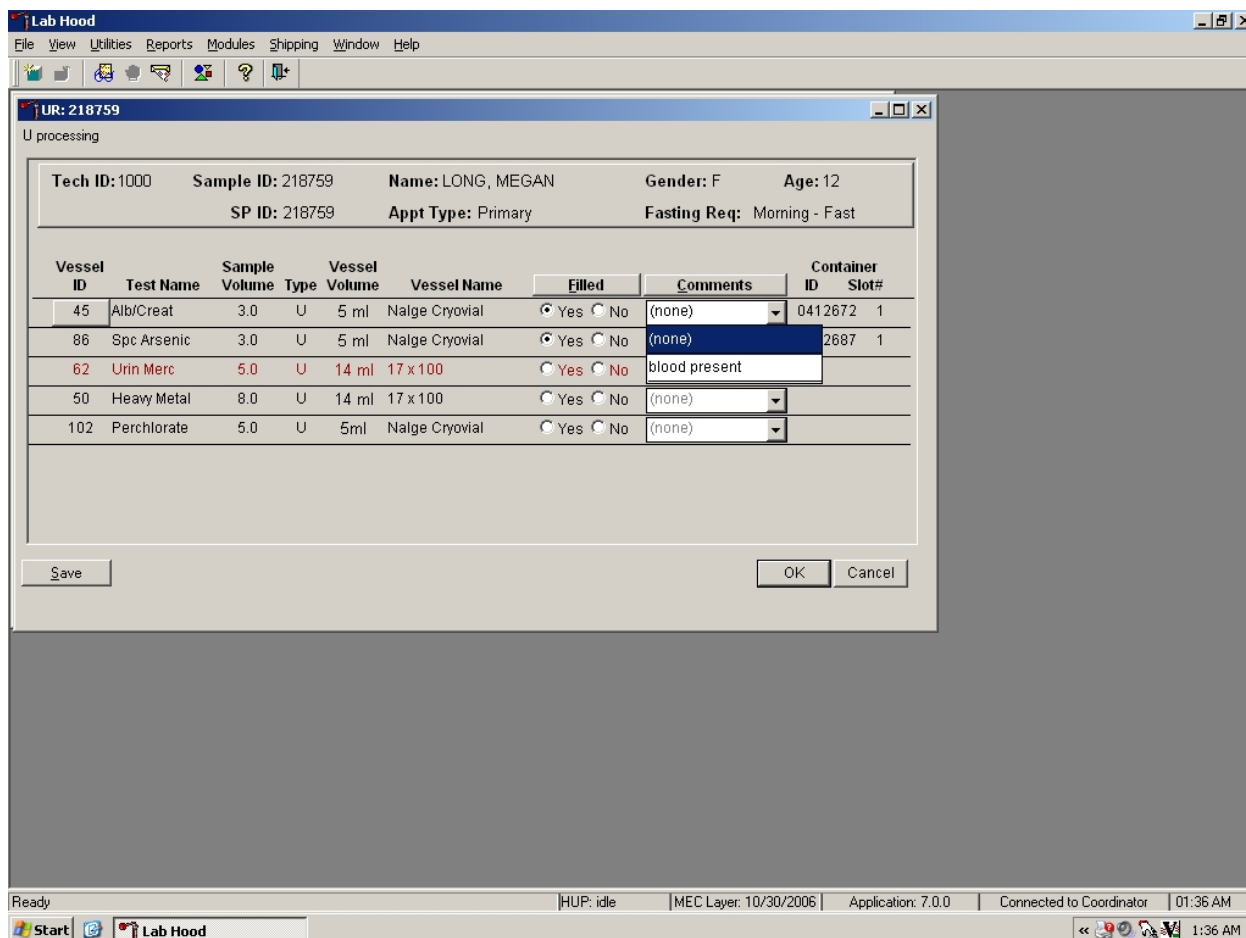 Lab Hood
File View Utilities Reports Modules Shipping Window Help
UR: 218759
U processing
Tech ID: 1000 Sample ID: 218759 Name: LONG, MEGAN Gender: F Age: 12
SP ID: 218759 Appt Type: Primary Fasting Req: Morning - Fast
Vessel Sample Vessel Container
ID Test Name Volume Type Volume Vessel Name Filled Comments ID Slot#
45 Alb/Creat 3.0 U 5 ml Nalge Cryovial Yes No (none) 0412672 1
86 Spc Arsenic 3.0 U 5 ml Nalge Cryovial Yes No (none) 2687 1
62 Urin Merc 5.0 U 14 ml 17 x 100 Yes No blood present
50 Heavy Metal 8.0 U 14 ml 17 x 100 Yes No (none)
102 Perchlorate 5.0 U 5ml Nalge Cryovial Yes No (none)
Save OK Cancel
Ready HUP: idle MEC Layer: 10/30/2006 Application: 7.0.0 Connected to Coordinator 01:36 AM
Start Lab Hood « 1:36 AM